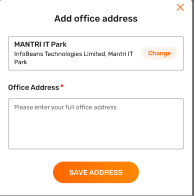 Add office address
MANTRI IT Park
InfoBeans Technologies Limited, Mantri IT
Park
Change
Office Address *
Please enter your full office address
SAVE ADDRESS